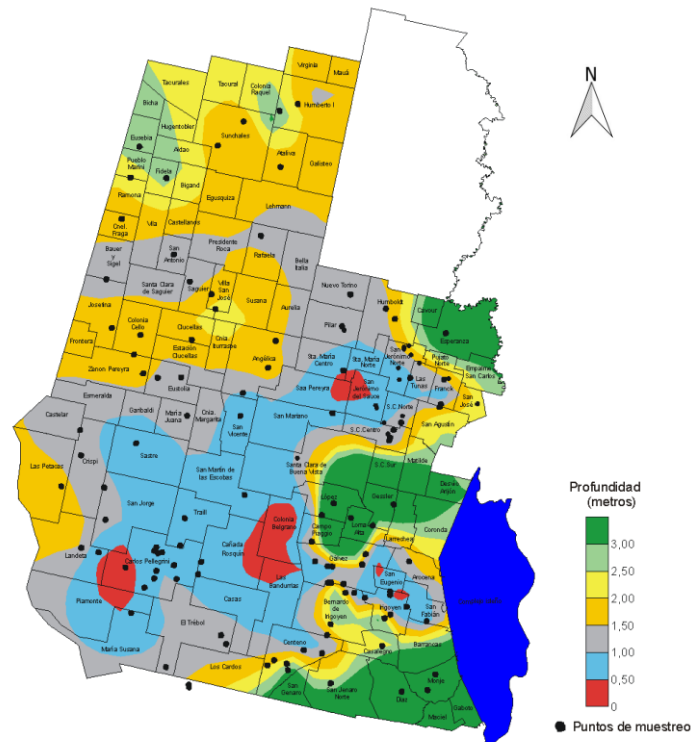 Virginia
Mauá
Tacurales
Tacural
Colonia
Raquel
Humberto I
Bicha
Hugentobler
Sunchales
Eusebia
Aldao
Ataliva
Galisteo
Pueblo
Marini
Fidela
Bigand
Ramona
Egusquiza
Lehmann
Cnel.
Fraga
Vila
Castellanos
Bauer
y
Sigel
San
Antonio
Presidente
Roca
Rafaela
Bella
Italia
Santa Clara
de Saguier
Saguier
Villa
San
José
Susana
Aurelia
Nuevo Torino
Humboldt
Cavour
Josefina
Colonia
Cello
Clucellas
Pilar
Esperanza
Frontera
Estación
Clucellas
Cnia.
Iturraspe
Angélica
Sta. María
Centro
Sta. María
Norte
San
Jerónimo
Norte
Pujato
Norte
Empalme
San Carlos
Zenón Pereyra
Eustolia
Saa Pereyra
San
Jerónimo
del Sauce
Las
Tunas
Franck
San
José
Esmeralda
Garibaldi
María
Juana
Cnia.
Margarita
San
Vicente
San Mariano
S.C.Norte
S.C.Centro
San Agustín
Castelar
Sastre
Las Petacas
Crispi
San Martín de
las Escobas
Santa Clara de
Buena Vista
S.C.Sur
Matilde
San Jorge
Traill
López
Gessler
Desvío
Arijón
Colonia
Belgrano
Campo
Piaggio
Loma
Alta
Coronda
Cañada
Rosquín
Landeta
Carlos Pellegrini
Gálvez
Larrechea
Las
Bandurrias
San
Eugenio
Arocena
Piamonte
Casas
Bernardo
de
Irigoyen
Irigoyen
San
Fabián
El Trébol
María Susana
Centeno
Casalegno
Barrancas
Los Cardos
San
Genaro
San Jenaro
Norte
Díaz
Monje
Maciel
Gaboto
N
Profundidad
(metros)
3,00
2,50
2,00
1,50
1,00
0,50
0
Puntos de muestreo